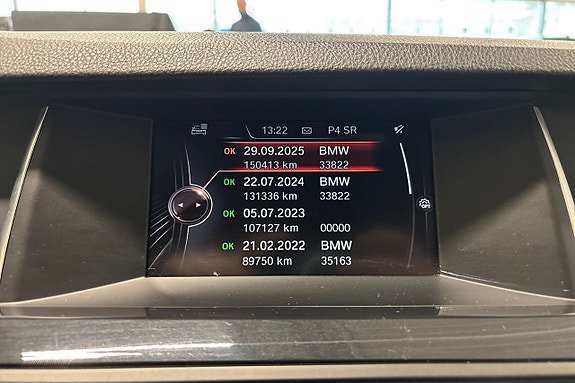 13:22 P4 SR
OK 29.09.2025 BMW
150413 km 33822
OK 22.07.2024 BMW
131336 km 33822
OK 05.07.2023
107127 km 00000
OK 21.02.2022 BMW
89750 km 35163